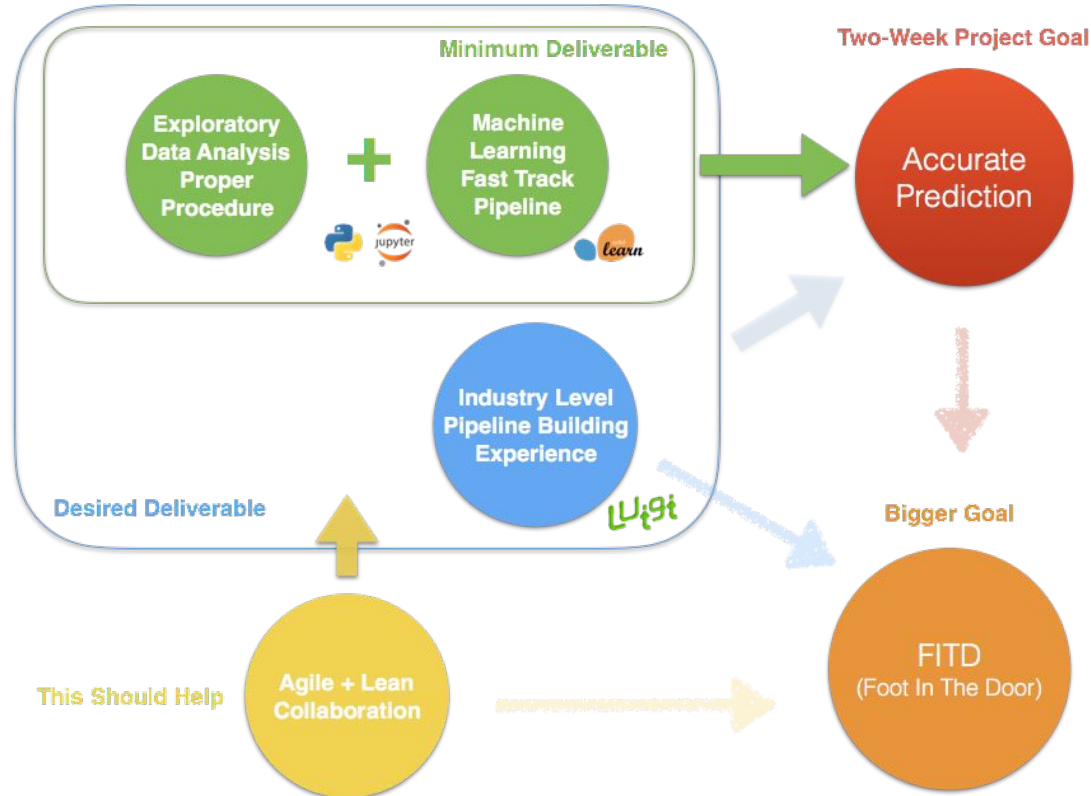 Minimum Deliverable
Two-Week Project Goal
Exploratory
Data Analysis
Proper
Procedure
+
Machine
Learning
Fast Track
Pipeline
jupyter
learn
Accurate
Prediction
Industry Level
Pipeline Building
Experience
Luigi
Desired Deliverable
Bigger Goal
This Should Help
Agile + Lean
Collaboration
FITD
(Foot In The Door)